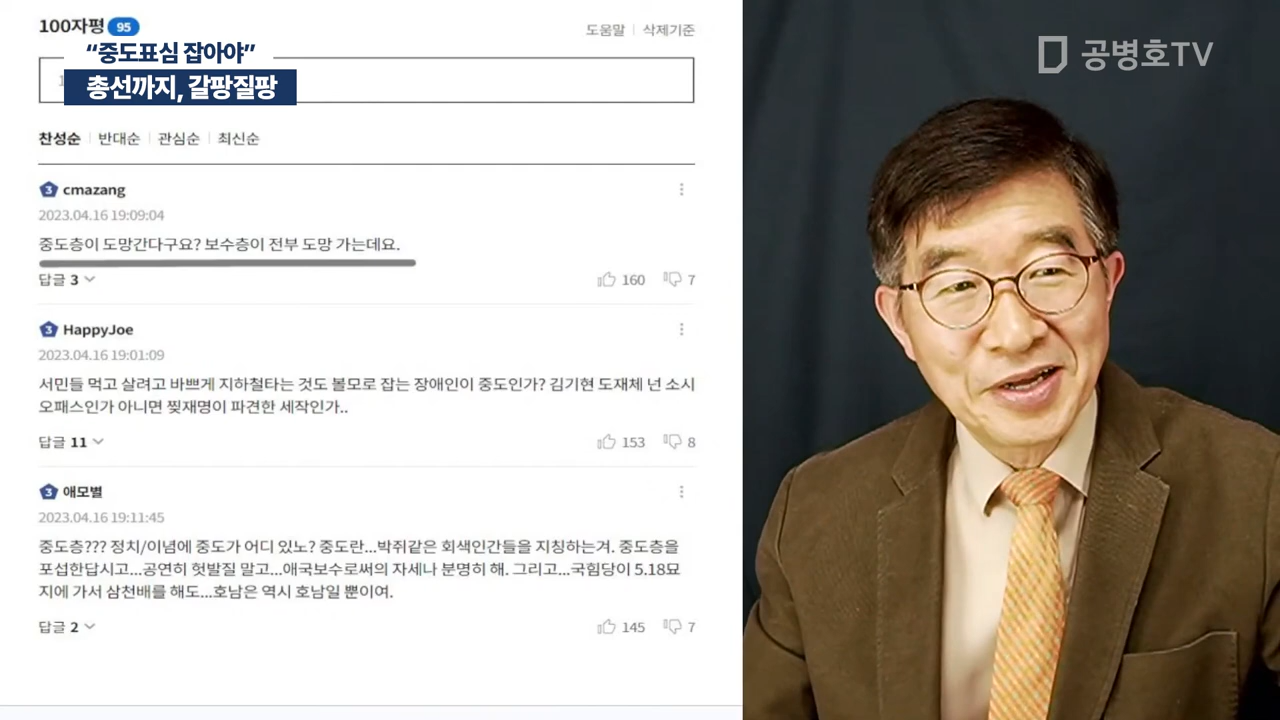 100자평 95
도움말 | 삭제기준
“중도표심 잡아야”
총선까지, 갈팡질팡
공병호TV
찬성순 | 반대순 | 관심순 | 최신순
3 cmazang
2023.04.16 19:09:04
중도층이 도망간다구요? 보수층이 전부 도망 가는데요.
답글 3
160 7
3 HappyJoe
2023.04.16 19:01:09
서민들 먹고 살려고 바쁘게 지하철타는 것도 볼모로 잡는 장애인이 중도인가? 김기현 도재체 넌 소시
오패스인가 아니면 찢재명이 파견한 세작인가..
답글 11
153 8
3 애모별
2023.04.16 19:11:45
중도층??? 정치/이념에 중도가 어디 있노? 중도란...박쥐같은 회색인간들을 지칭하는겨. 중도층을
포섭한답시고...공연히 헛발질 말고...애국보수로써의 자세나 분명히 해. 그리고...국힘당이 5.18묘
지에 가서 삼천배를 해도...호남은 역시 호남일 뿐이여.
답글 2
145 7